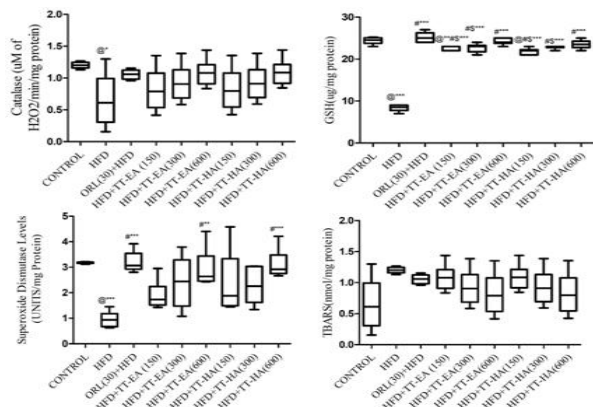 Catalase (uM of
H2O2/min/mg protein)
2.0
1.5
1.0
0.5
0.0
@*
CONTROL
HFD
ORL(30)+HFD
HFD+TT-EA (150)
HFD+TT-EA(300)
HFD+TT-EA(600)
HFD+TT-HA(150)
HFD+TT-HA(300)
HFD+TT-HA(600)
GSH(ug/mg protein)
30
20
10
0
@***
#***
@**#$***
#$***
#***
@*#$***
#$***
#***
CONTROL
HFD
ORL(30)+HFD
HFD+TT-EA (150)
HFD+TT-EA(300)
HFD+TT-EA(600)
HFD+TT-HA(150)
HFD+TT-HA(300)
HFD+TT-HA(600)
Superoxide Dismutase Levels
(UNITS/mg Protein)
5
4
3
2
1
0
@***
#***
#**
#***
CONTROL
HFD
ORL(30)+HFD
HFD+TT-EA (150)
HFD+TT-EA(300)
HFD+TT-EA(600)
HFD+TT-HA(150)
HFD+TT-HA(300)
HFD+TT-HA(600)
TBARS(nmol/mg protein)
2.0
1.5
1.0
0.5
0.0
CONTROL
HFD
ORL(30)+HFD
HFD+TT-EA (150)
HFD+TT-EA(300)
HFD+TT-EA(600)
HFD+TT-HA(150)
HFD+TT-HA(300)
HFD+TT-HA(600)